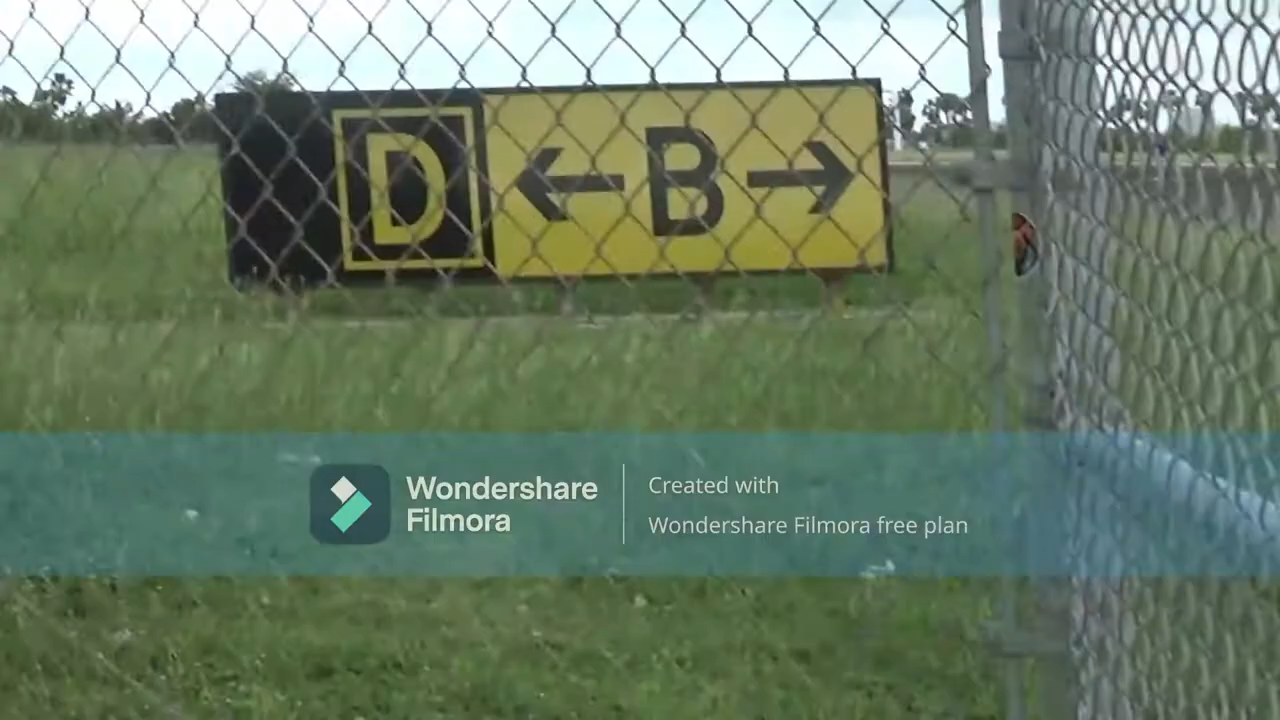 D ← B →
Wondershare
Filmora
Created with
Wondershare Filmora free plan